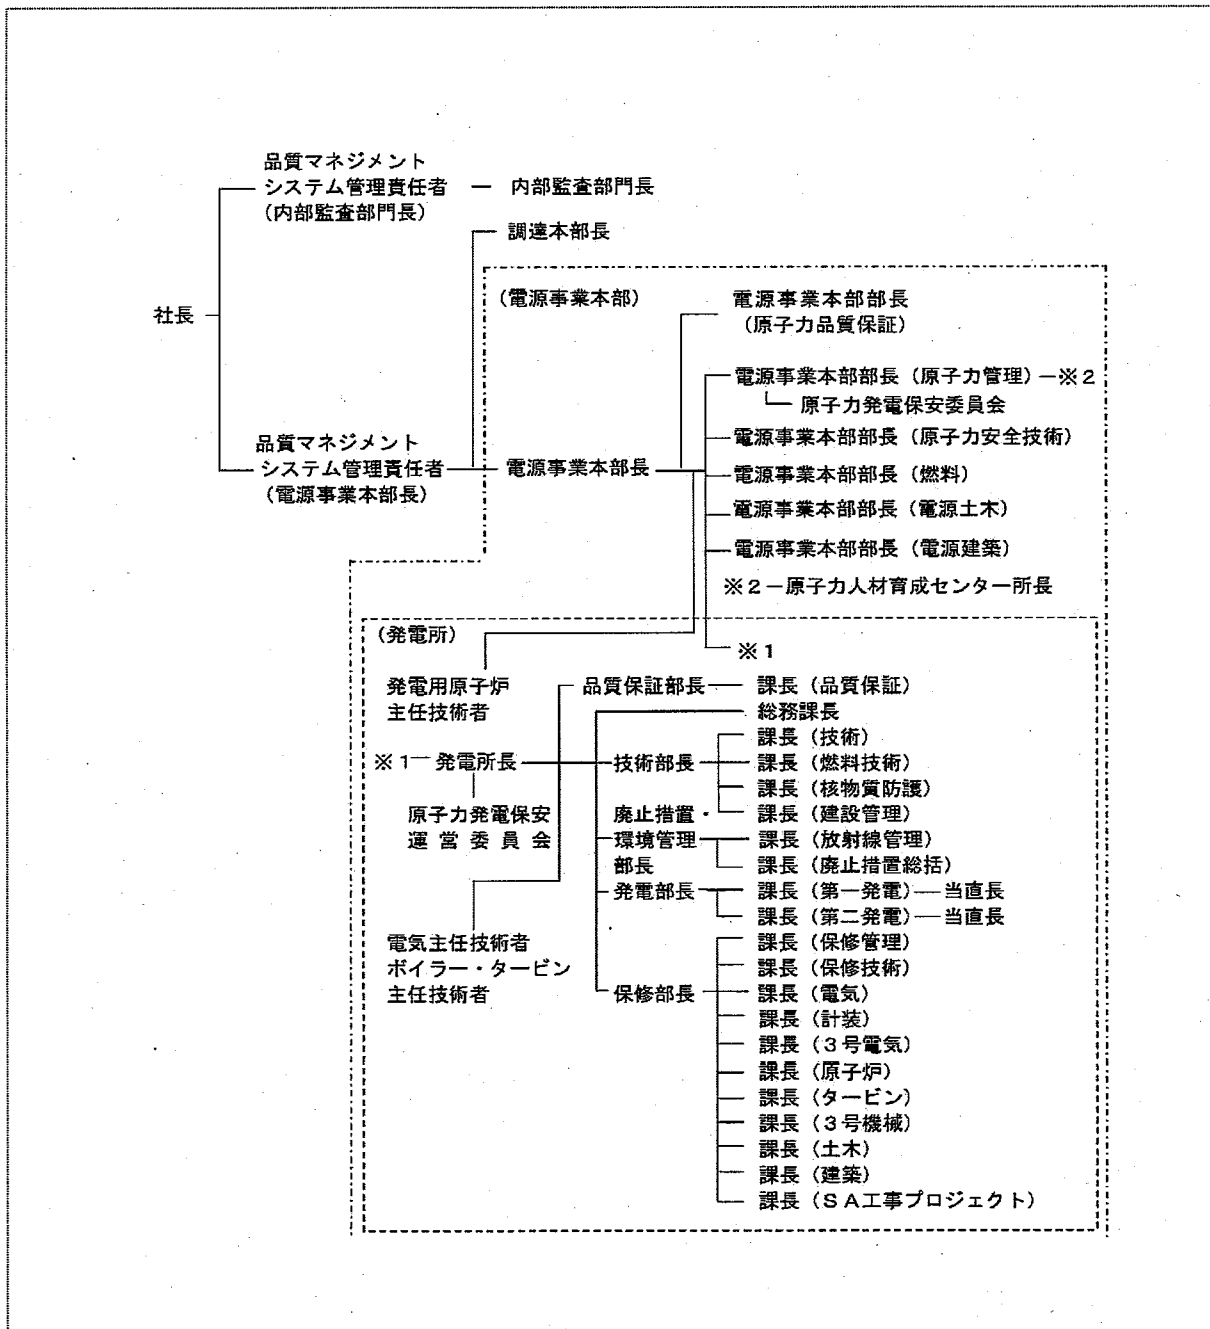 品質マネジメント
システム管理責任者 ― 内部監査部門長
(内部監査部門長)
調達本部長
(電源事業本部)
電源事業本部部長
(原子力品質保証)
社長
電源事業本部部長(原子力管理)―※2
原子力発電保安委員会
電源事業本部部長(原子力安全技術)
品質マネジメント
システム管理責任者
(電源事業本部長)
電源事業本部長
電源事業本部部長(燃料)
電源事業本部部長(電源土木)
電源事業本部部長(電源建築)
※2―原子力人材育成センター所長
(発電所)
※1
発電用原子炉
主任技術者
品質保証部長
課長(品質保証)
総務課長
※1―発電所長
原子力発電保安
運営委員会
技術部長
課長(技術)
課長(燃料技術)
課長(核物質防護)
課長(建設管理)
廃止措置・
環境管理
部長
課長(放射線管理)
課長(廃止措置総括)
発電部長
課長(第一発電)―当直長
課長(第二発電)―当直長
電気主任技術者
ボイラー・タービン
主任技術者
保修部長
課長(保修管理)
課長(保修技術)
課長(電気)
課長(計装)
課長(3号電気)
課長(原子炉)
課長(タービン)
課長(3号機械)
課長(土木)
課長(建築)
課長(SA工事プロジェクト)